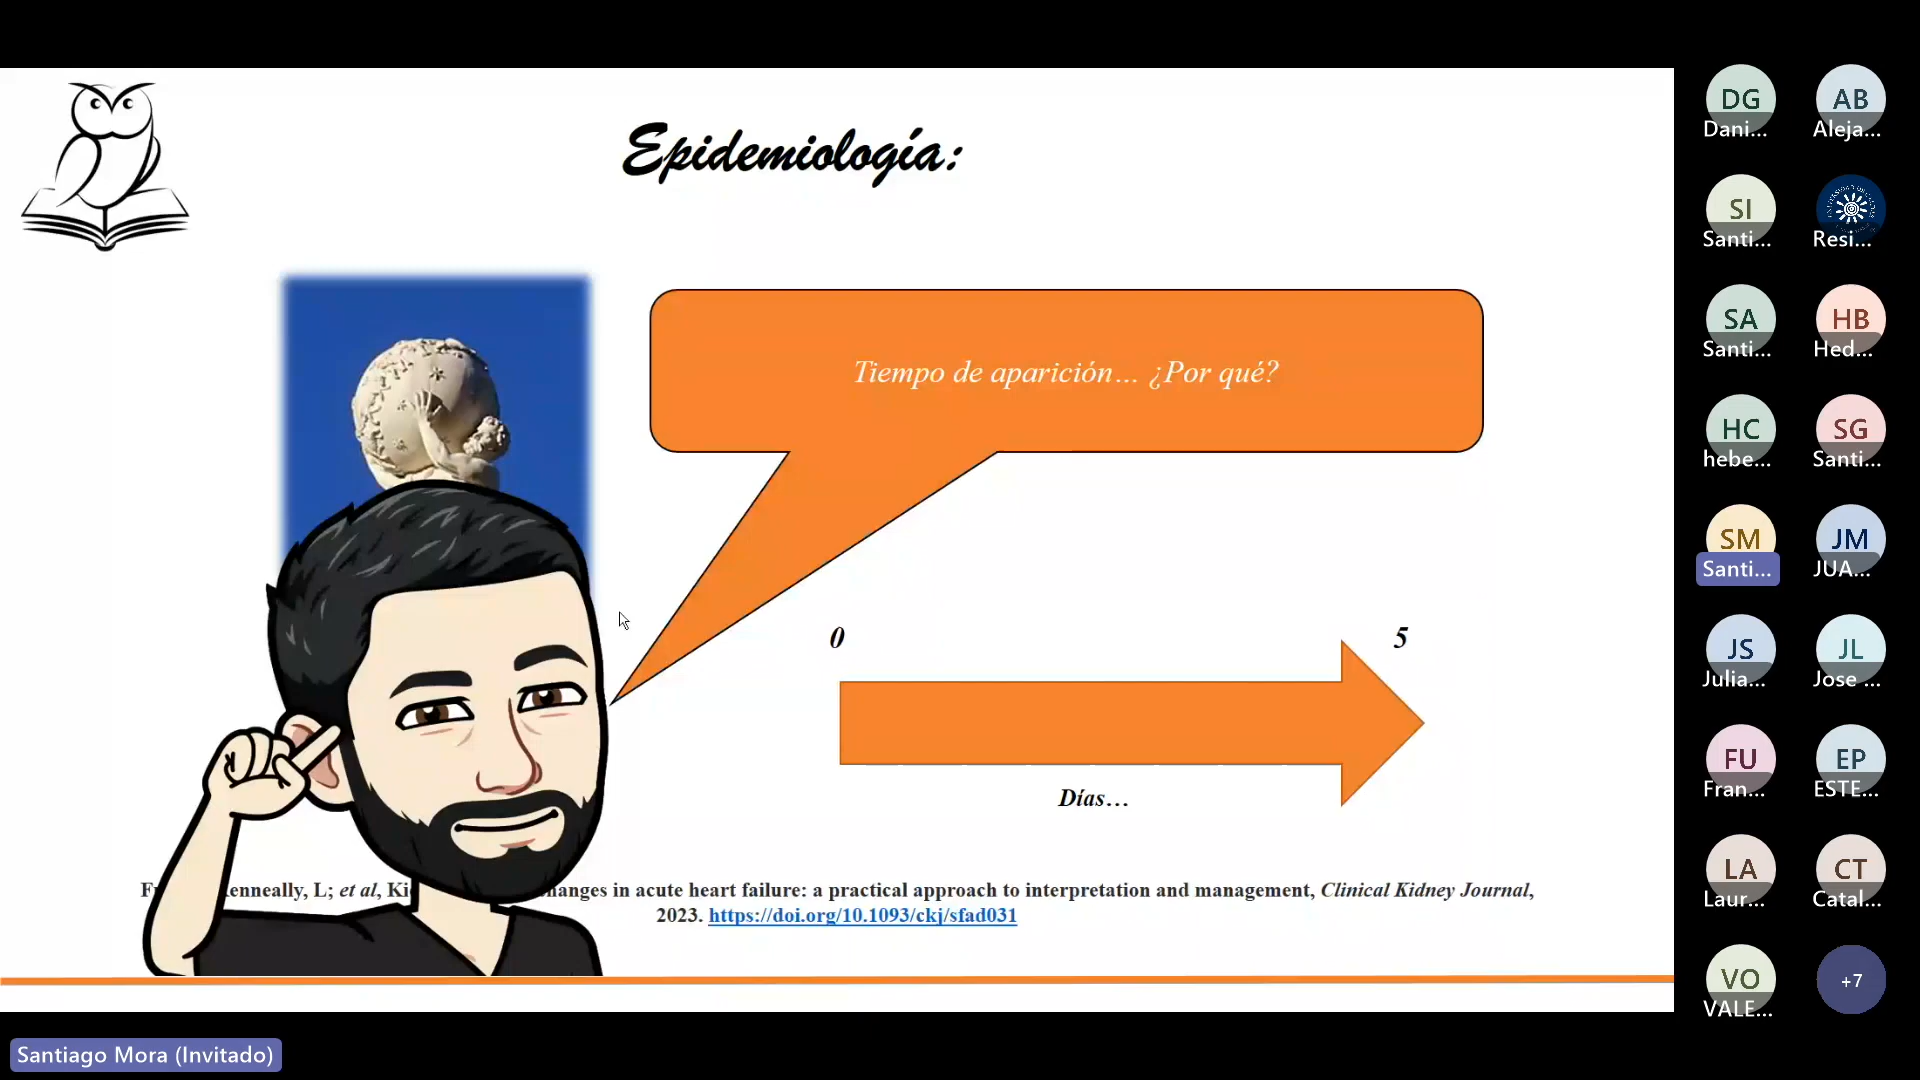 Epidemiología:
Tiempo de aparición... ¿Por qué?
0
5
Días...
enneally, L; et al, Ki
hanges in acute heart failure: a practical approach to interpretation and management, Clinical Kidney Journal,
2023. https://doi.org/10.1093/ckj/sfad031
DG
Dani...
AB
Aleja...
SI
Santi...
Resi...
SA
Santi...
HB
Hed...
HC
hebe...
SG
Santi...
SM
Santi...
JM
JUA...
JS
Julia...
JL
Jose ...
FU
Fran...
EP
ESTE...
LA
Laur...
CT
Catal...
VO
VALE...
+7
Santiago Mora (Invitado)